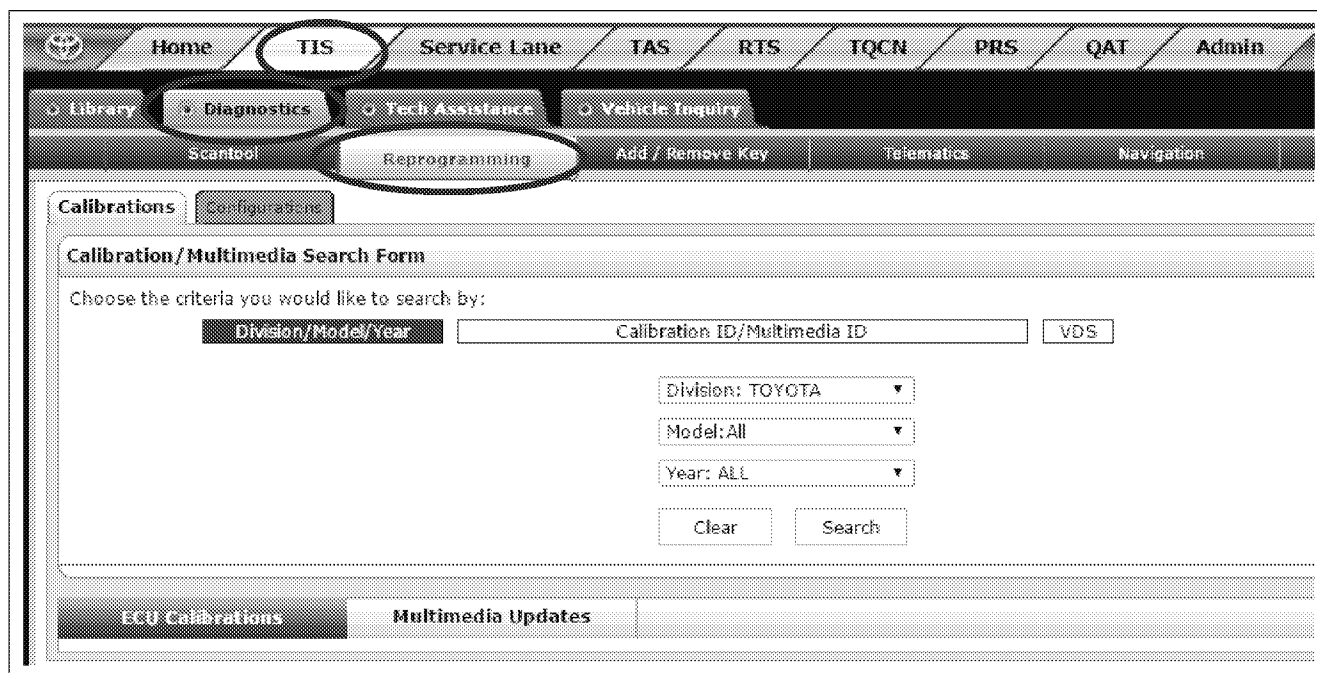 Home TIS Service Lane TAS RTS TQCN PRS QAT Admin
Library Diagnostics Tech Assistance Vehicle Inquiry
Scantool Reprogramming Add / Remove Key Telematics Navigation
Calibrations Configurations
Calibration/Multimedia Search Form
Choose the criteria you would like to search by:
Division/Model/Year Calibration ID/Multimedia ID VDS
Division: TOYOTA
Model:All
Year: ALL
Clear Search
ECU Calibrations Multimedia Updates